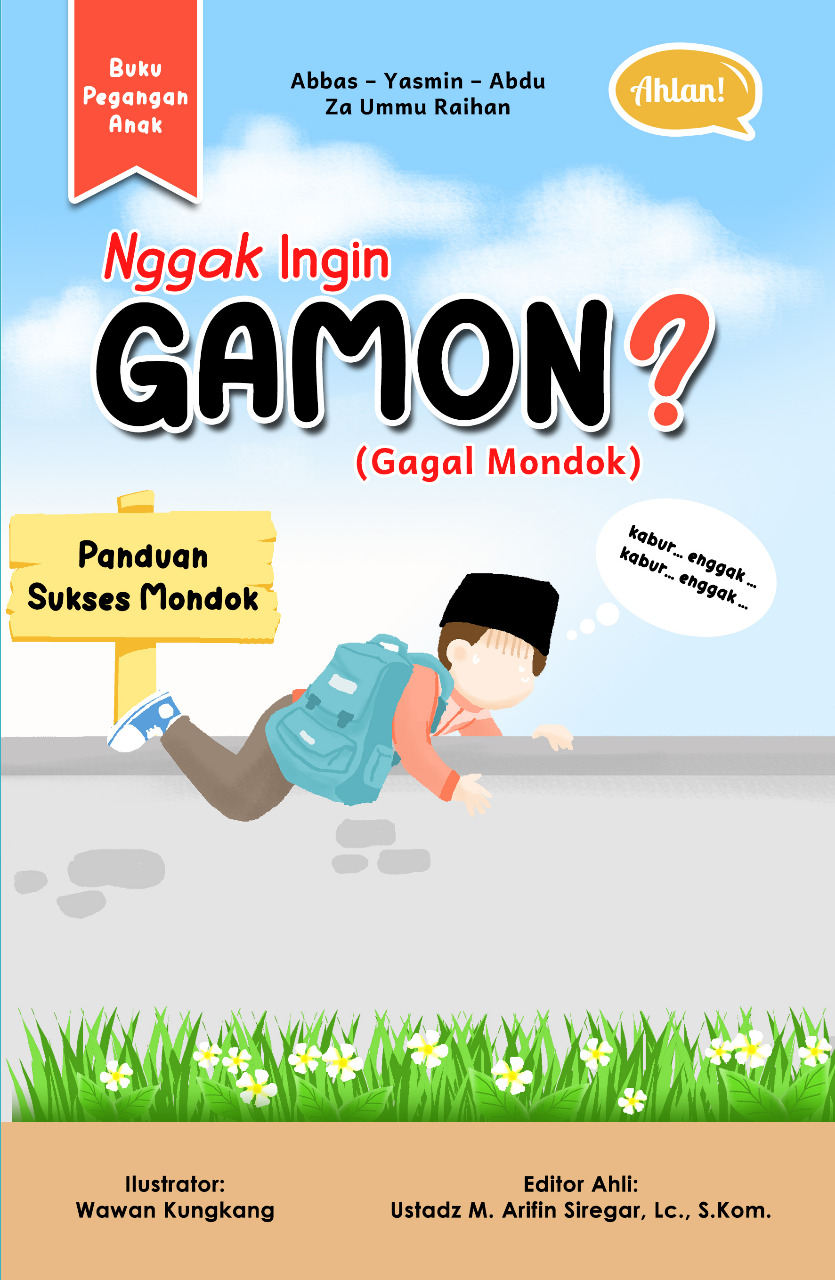 Buku
Pegangan
Anak
Abbas – Yasmin – Abdu
Za Ummu Raihan
Ahlan!
Nggak Ingin
GAMON?
(Gagal Mondok)
Panduan
Sukses Mondok
kabur... enggak ...
kabur... enggak ...
Ilustrator:
Wawan Kungkang
Editor Ahli:
Ustadz M. Arifin Siregar, Lc., S.Kom.